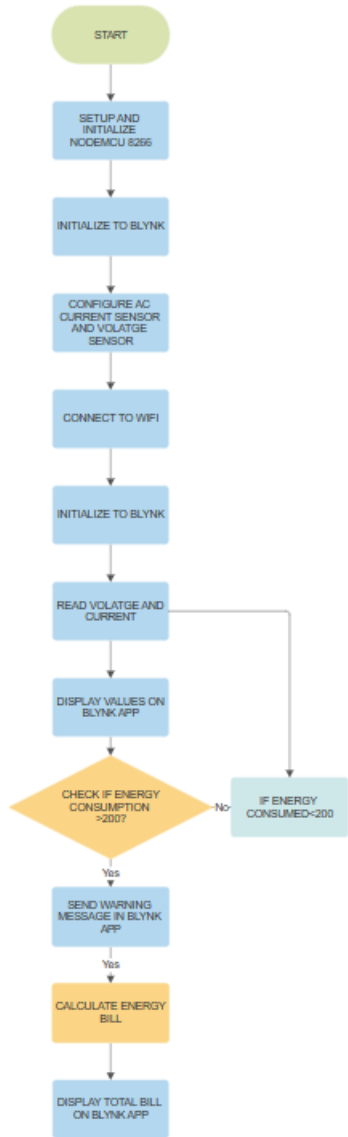 START
SETUP AND
INITIALIZE
NODEMCU 8266
INITIALIZE TO BLYNK
CONFIGURE AC
CURRENT SENSOR
AND VOLATGE
SENSOR
CONNECT TO WIFI
INITIALIZE TO BLYNK
READ VOLATGE AND
CURRENT
DISPLAY VALUES ON
BLYNK APP
CHECK IF ENERGY
CONSUMPTION
>200?
No
IF ENERGY
CONSUMED<200
Yes
SEND WARNING
MESSAGE IN BLYNK
APP
Yes
CALCULATE ENERGY
BILL
DISPLAY TOTAL BILL
ON BLYNK APP